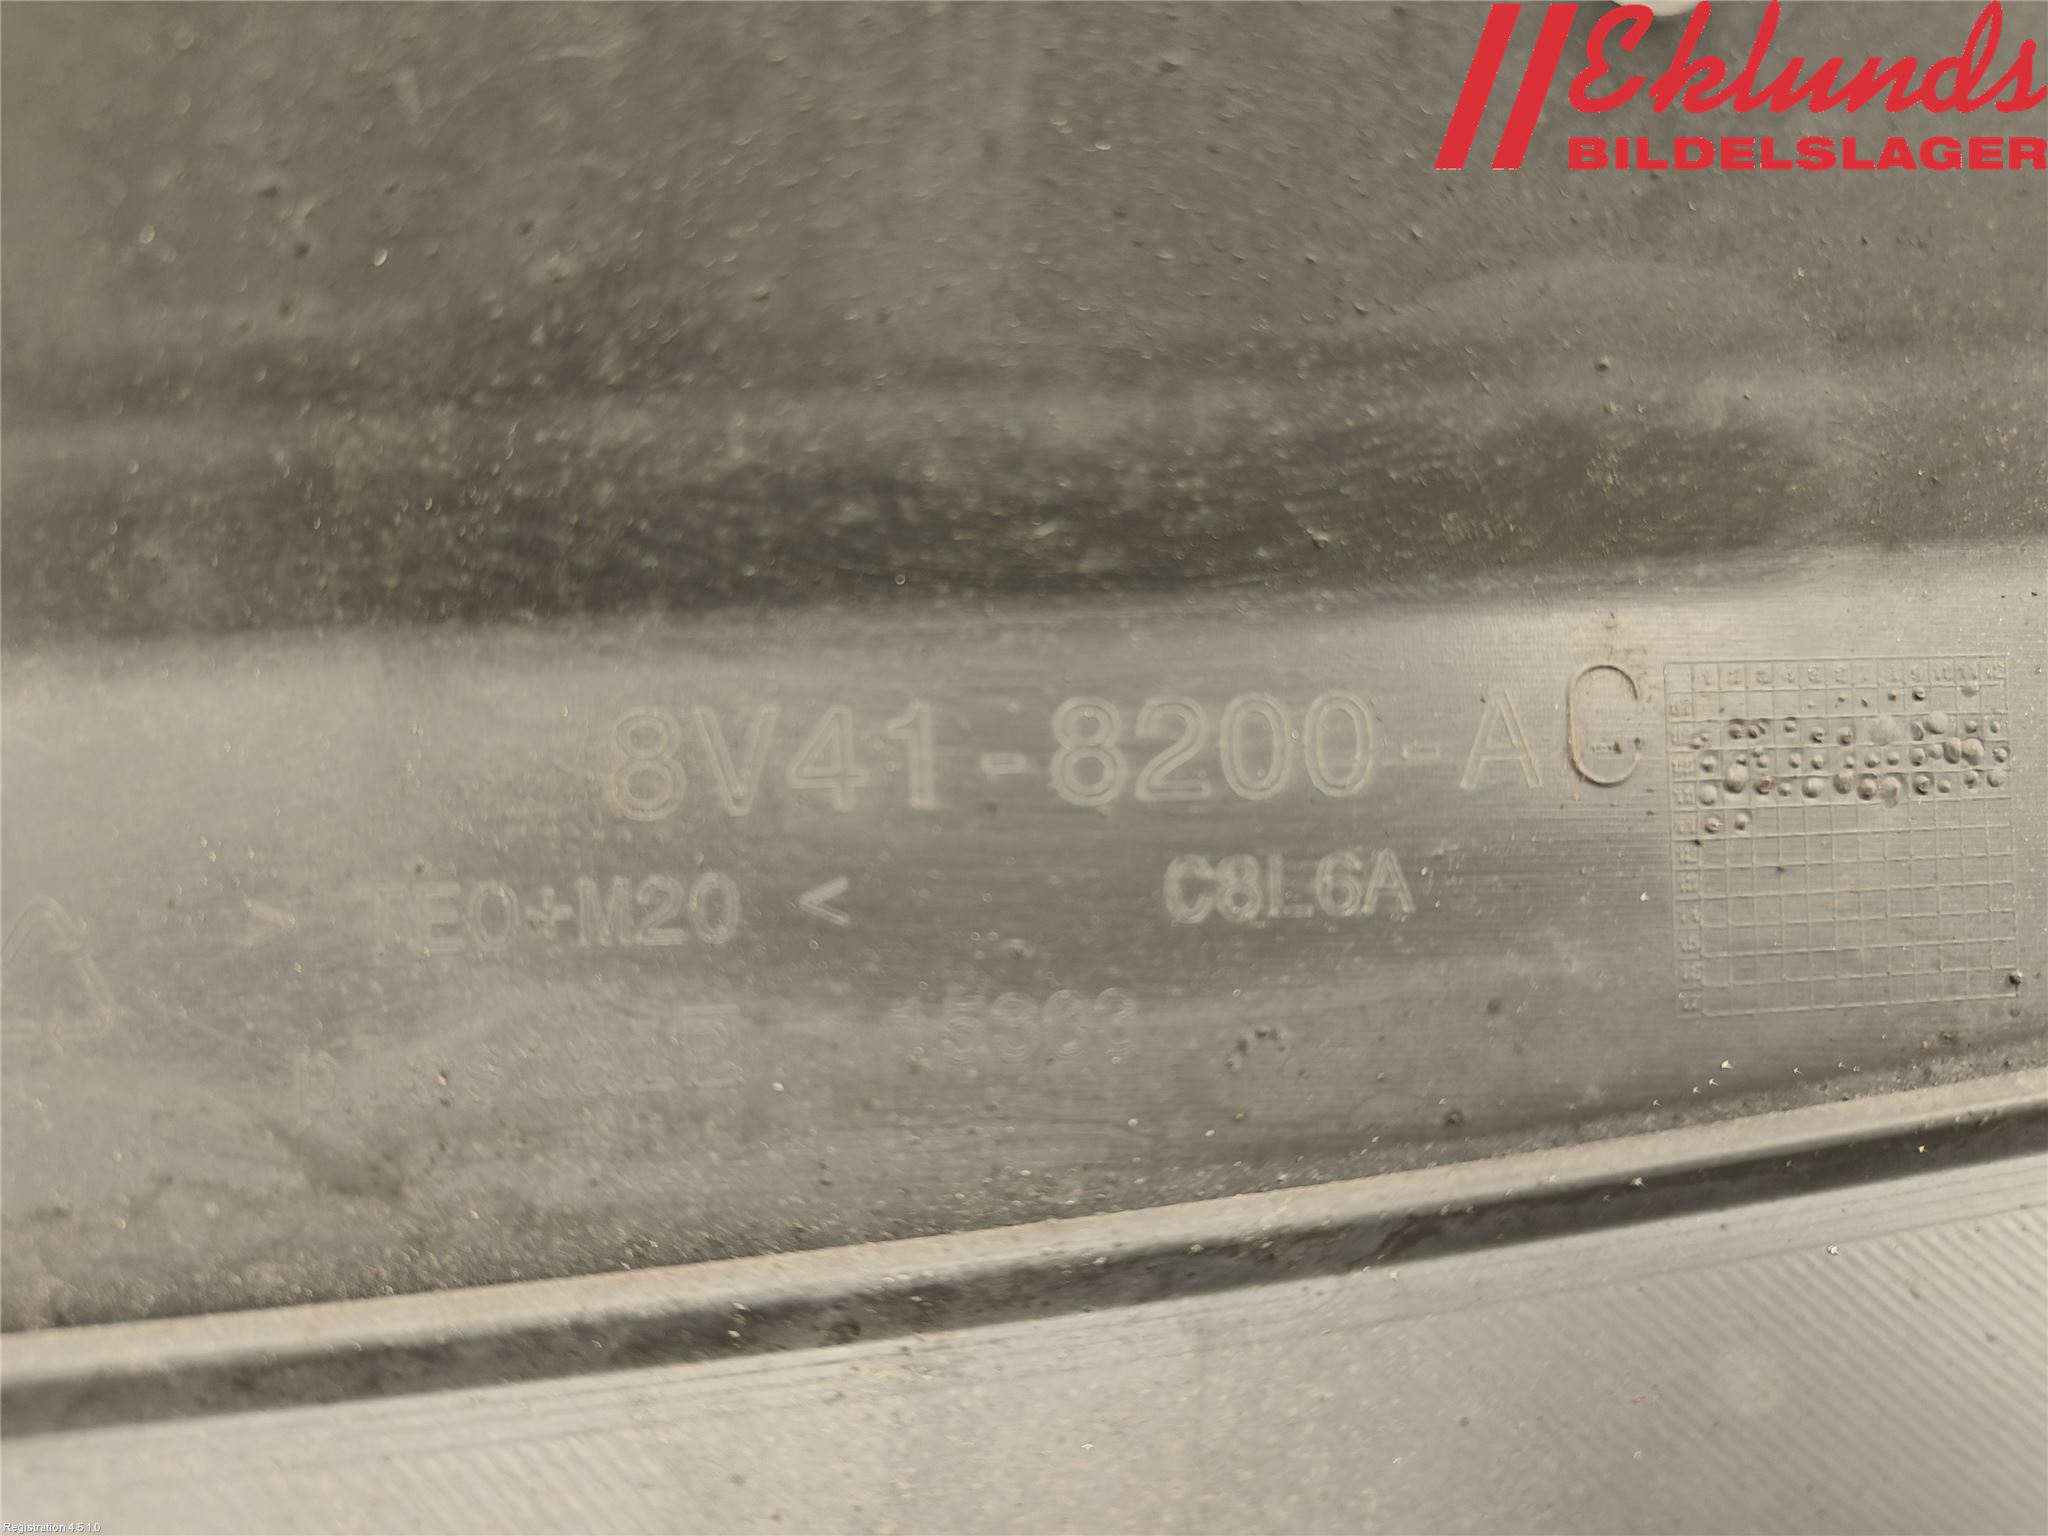 Eklunds
BILDELSLAGER
8V41-8200-AC
> TEO+M20 < C8L6A
Registration 4.5.1.0